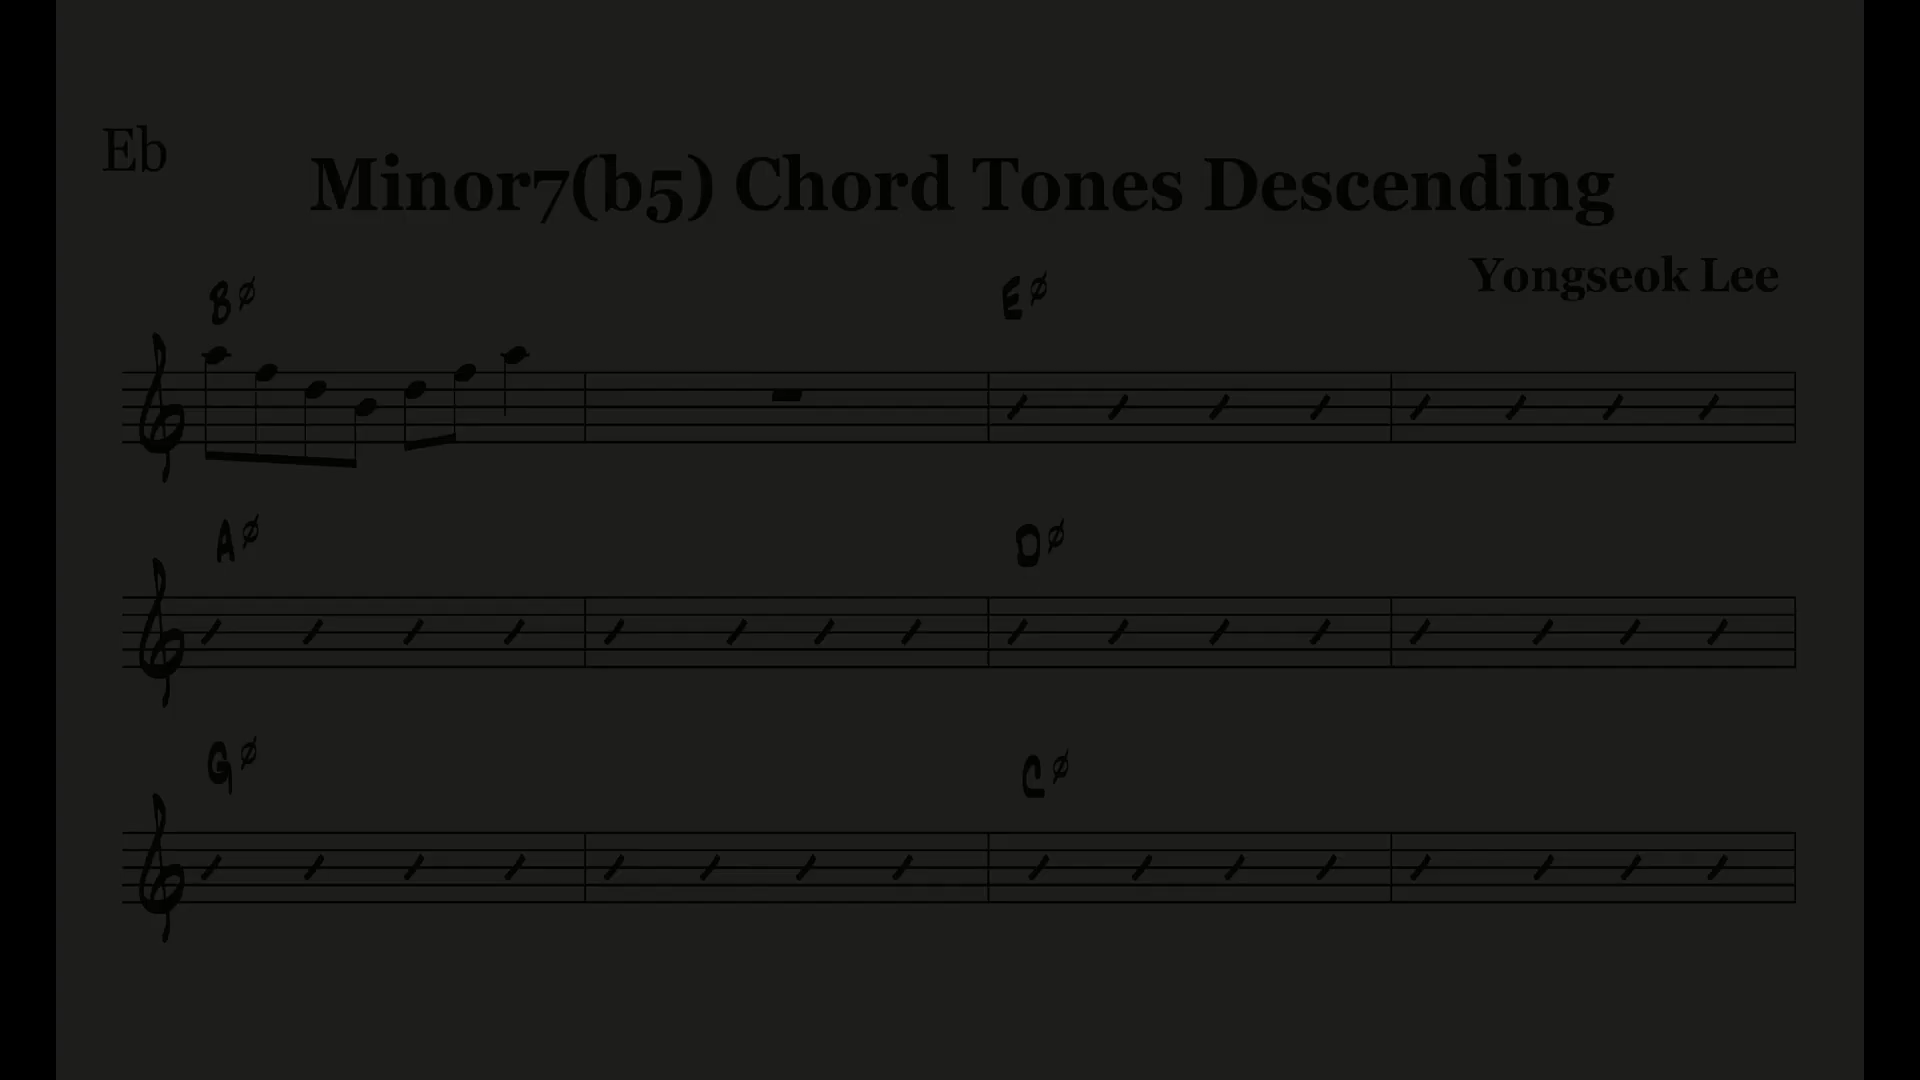 Eb
Minor7(b5) Chord Tones Descending
Yongseok Lee
Bø Eø
Aø Dø
Gø Cø